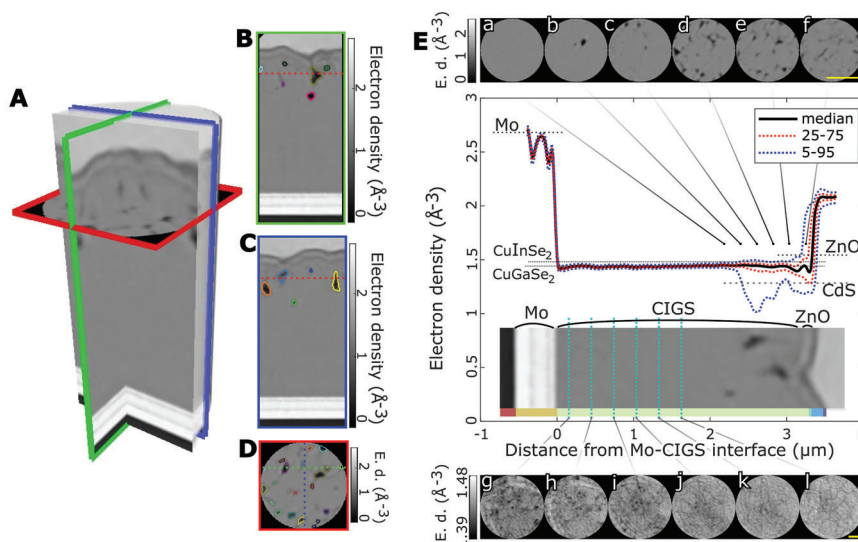 A
B
Electron density (Å-3)
0
1
2
C
Electron density (Å-3)
0
1
2
D
E. d. (Å-3)
0
1
2
E
E. d. (Å-3)
0
1
2
a
b
c
d
e
f
median
25-75
5-95
Electron density (Å-3)
3
2.5
2
1.5
1
0.5
0
Mo
CuInSe2
CuGaSe2
ZnO
CdS
Mo
CIGS
ZnO
-1
0
1
2
3
Distance from Mo-CIGS interface (µm)
E. d. (Å-3)
1.48
1.39
g
h
i
j
k
l